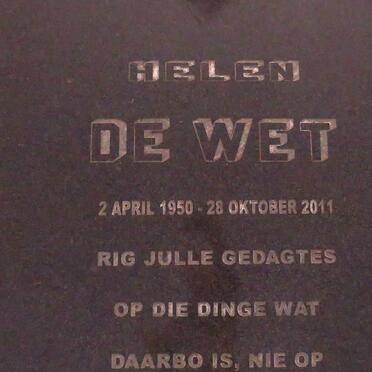 HELEN
DE WET
2 APRIL 1950 - 28 OKTOBER 2011
RIG JULLE GEDAGTES
OP DIE DINGE WAT
DAARBO IS, NIE OP